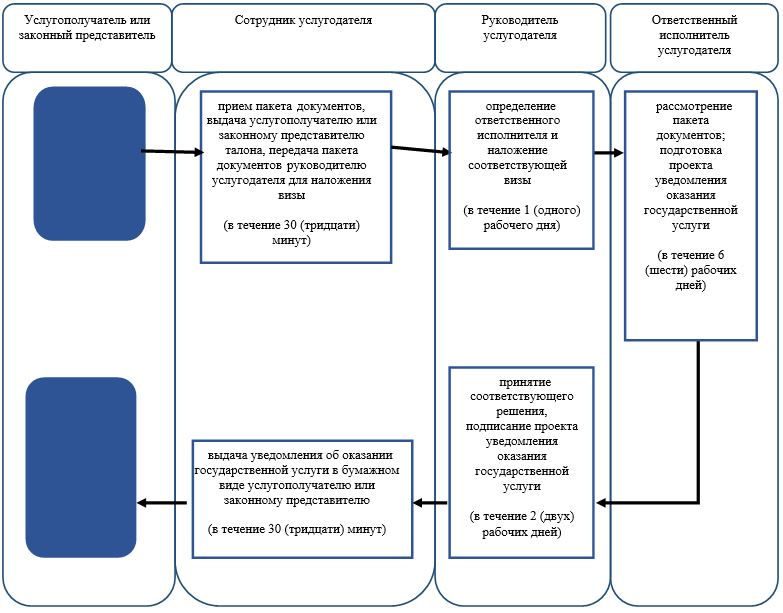 Услугополучатель или
законный представитель
Сотрудник услугодателя
Руководитель
услугодателя
Ответственный
исполнитель
услугодателя
прием пакета документов,
выдача услугополучателю или
законному представителю
талона, передача пакета
документов руководителю
услугодателя для наложения
визы
(в течение 30 (тридцати)
минут)
определение
ответственного
исполнителя и
наложение
соответствующей
визы
(в течение 1 (одного)
рабочего дня)
рассмотрение
пакета
документов;
подготовка
проекта
уведомления
оказания
государственной
услуги
(в течение 6
(шести) рабочих
дней)
принятие
соответствующего
решения,
подписание проекта
уведомления
оказания
государственной
услуги
(в течение 2 (двух)
рабочих дней)
выдача уведомления об оказании
государственной услуги в бумажном
виде услугополучателю или
законному представителю
(в течение 30 (тридцати) минут)